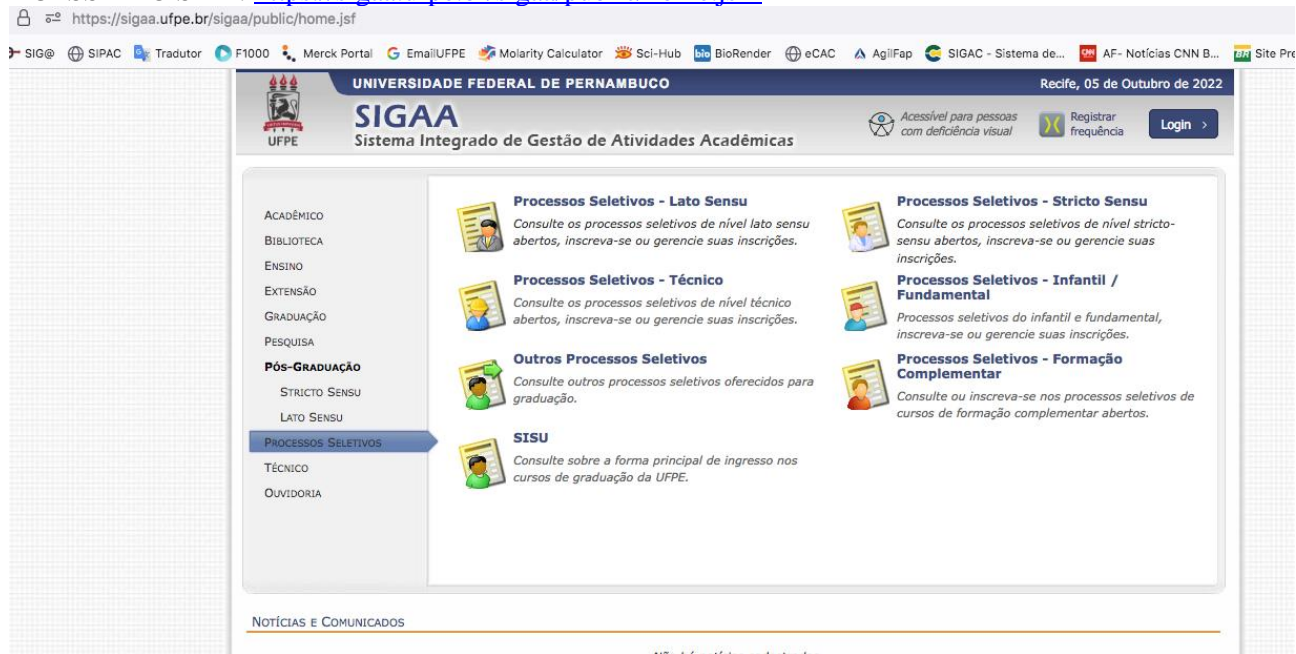 https://sigaa.ufpe.br/sigaa/public/home.jsf
SIG@ SIPAC Tradutor F1000 Merck Portal EmailUFPE Molarity Calculator Sci-Hub BioRender eCAC AgilFap SIGAC - Sistema de... AF- Notícias CNN B... Site Pre
UNIVERSIDADE FEDERAL DE PERNAMBUCO
Recife, 05 de Outubro de 2022
UFPE
SIGAA
Sistema Integrado de Gestão de Atividades Acadêmicas
Acessível para pessoas
com deficiência visual
Registrar
frequência
Login >
ACADÊMICO
BIBLIOTECA
ENSINO
EXTENSÃO
GRADUAÇÃO
PESQUISA
PÓS-GRADUAÇÃO
STRICTO SENSU
LATO SENSU
PROCESSOS SELETIVOS
TÉCNICO
OUVIDORIA
Processos Seletivos - Lato Sensu
Consulte os processos seletivos de nível lato sensu
abertos, inscreva-se ou gerencie suas inscrições.
Processos Seletivos - Stricto Sensu
Consulte os processos seletivos de nível stricto-
sensu abertos, inscreva-se ou gerencie suas
inscrições.
Processos Seletivos - Técnico
Consulte os processos seletivos de nível técnico
abertos, inscreva-se ou gerencie suas inscrições.
Processos Seletivos - Infantil /
Fundamental
Processos seletivos do infantil e fundamental,
inscreva-se ou gerencie suas inscrições.
Outros Processos Seletivos
Consulte outros processos seletivos oferecidos para
graduação.
Processos Seletivos - Formação
Complementar
Consulte ou inscreva-se nos processos seletivos de
cursos de formação complementar abertos.
SISU
Consulte sobre a forma principal de ingresso nos
cursos de graduação da UFPE.
NOTÍCIAS E COMUNICADOS